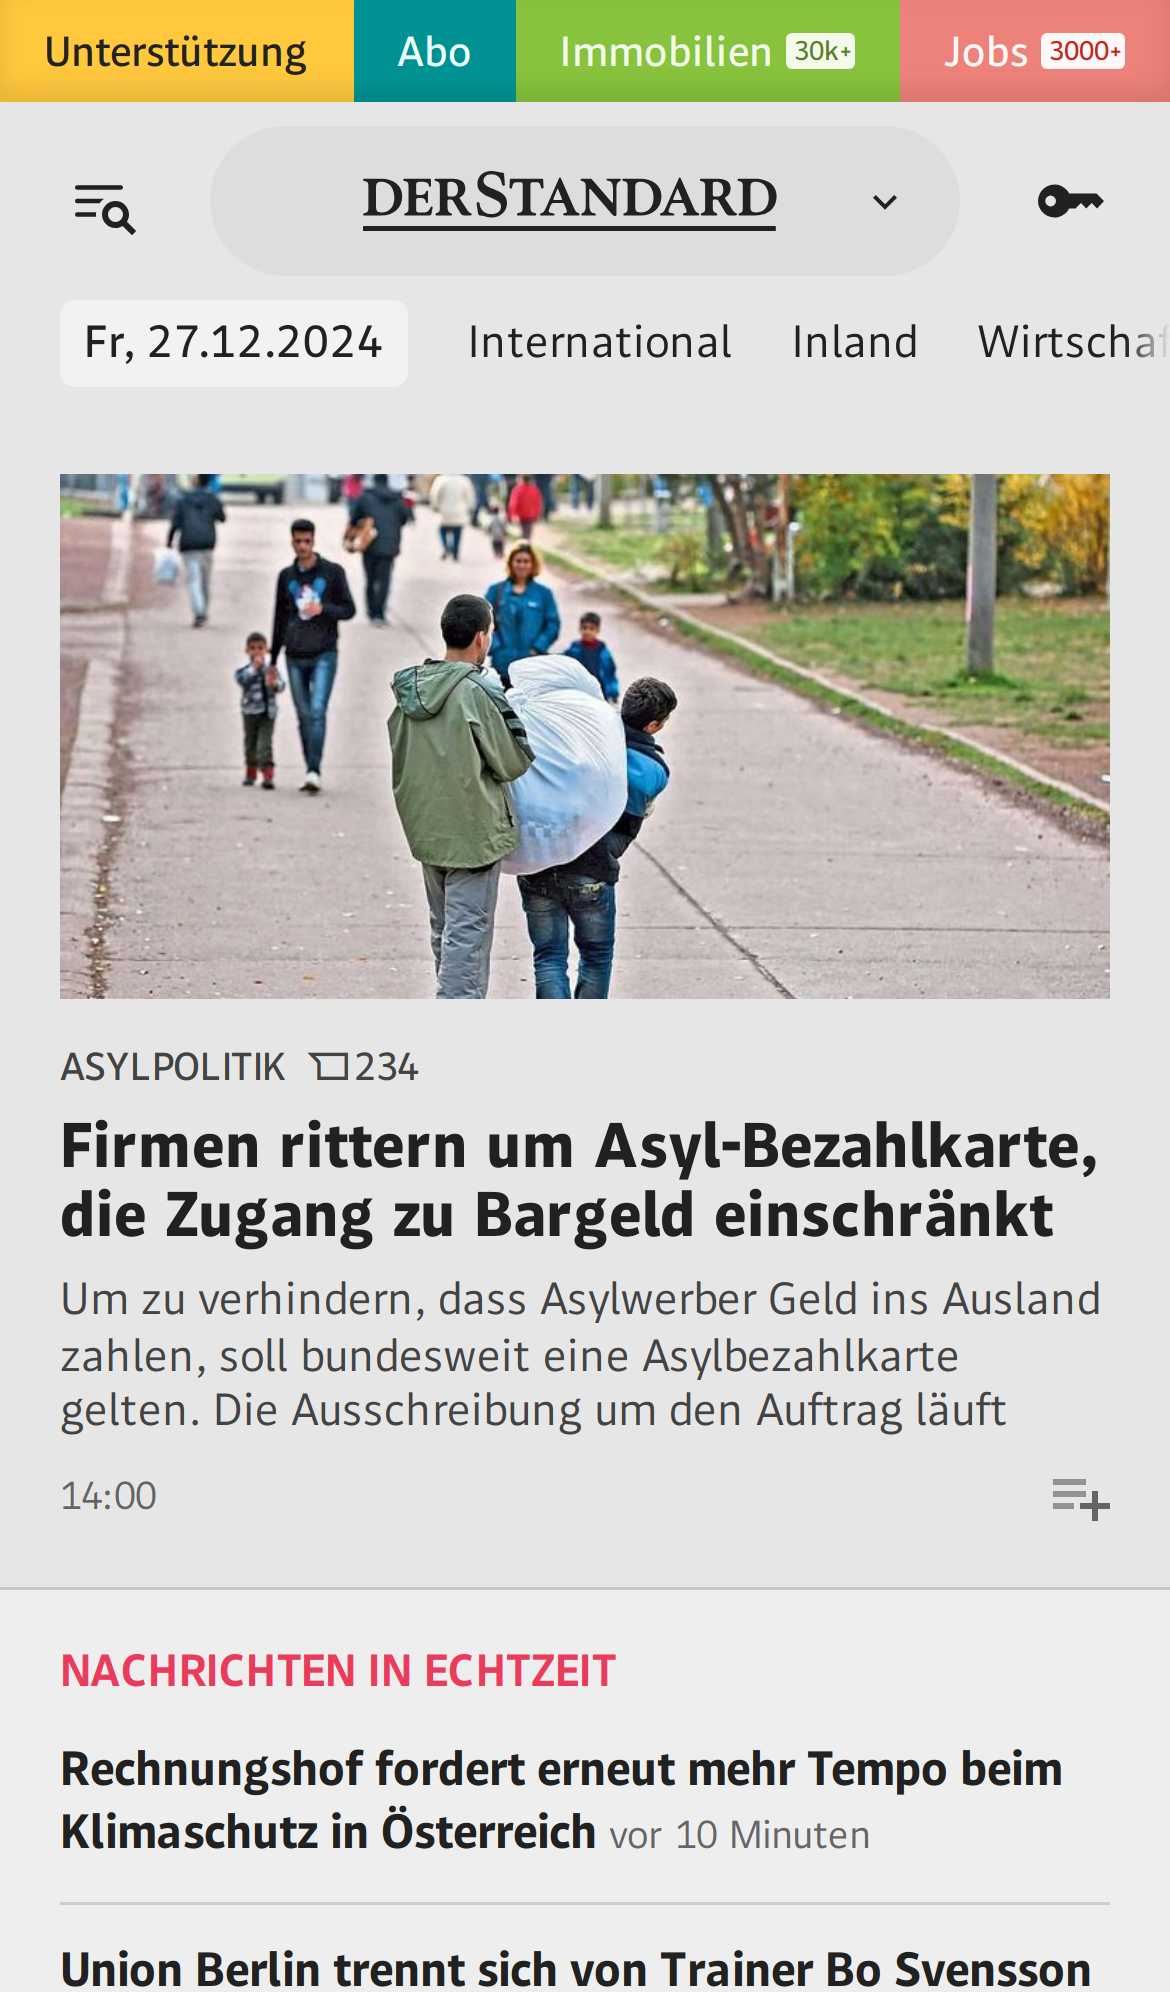 Unterstützung
Abo
Immobilien 30k+
Jobs 3000+
DERSTANDARD
Fr, 27.12.2024
International
Inland
Wirtschaf
ASYLPOLITIK 234
Firmen rittern um Asyl-Bezahlkarte,
die Zugang zu Bargeld einschränkt
Um zu verhindern, dass Asylwerber Geld ins Ausland
zahlen, soll bundesweit eine Asylbezahlkarte
gelten. Die Ausschreibung um den Auftrag läuft
14:00
NACHRICHTEN IN ECHTZEIT
Rechnungshof fordert erneut mehr Tempo beim
Klimaschutz in Österreich vor 10 Minuten
Union Berlin trennt sich von Trainer Bo Svensson